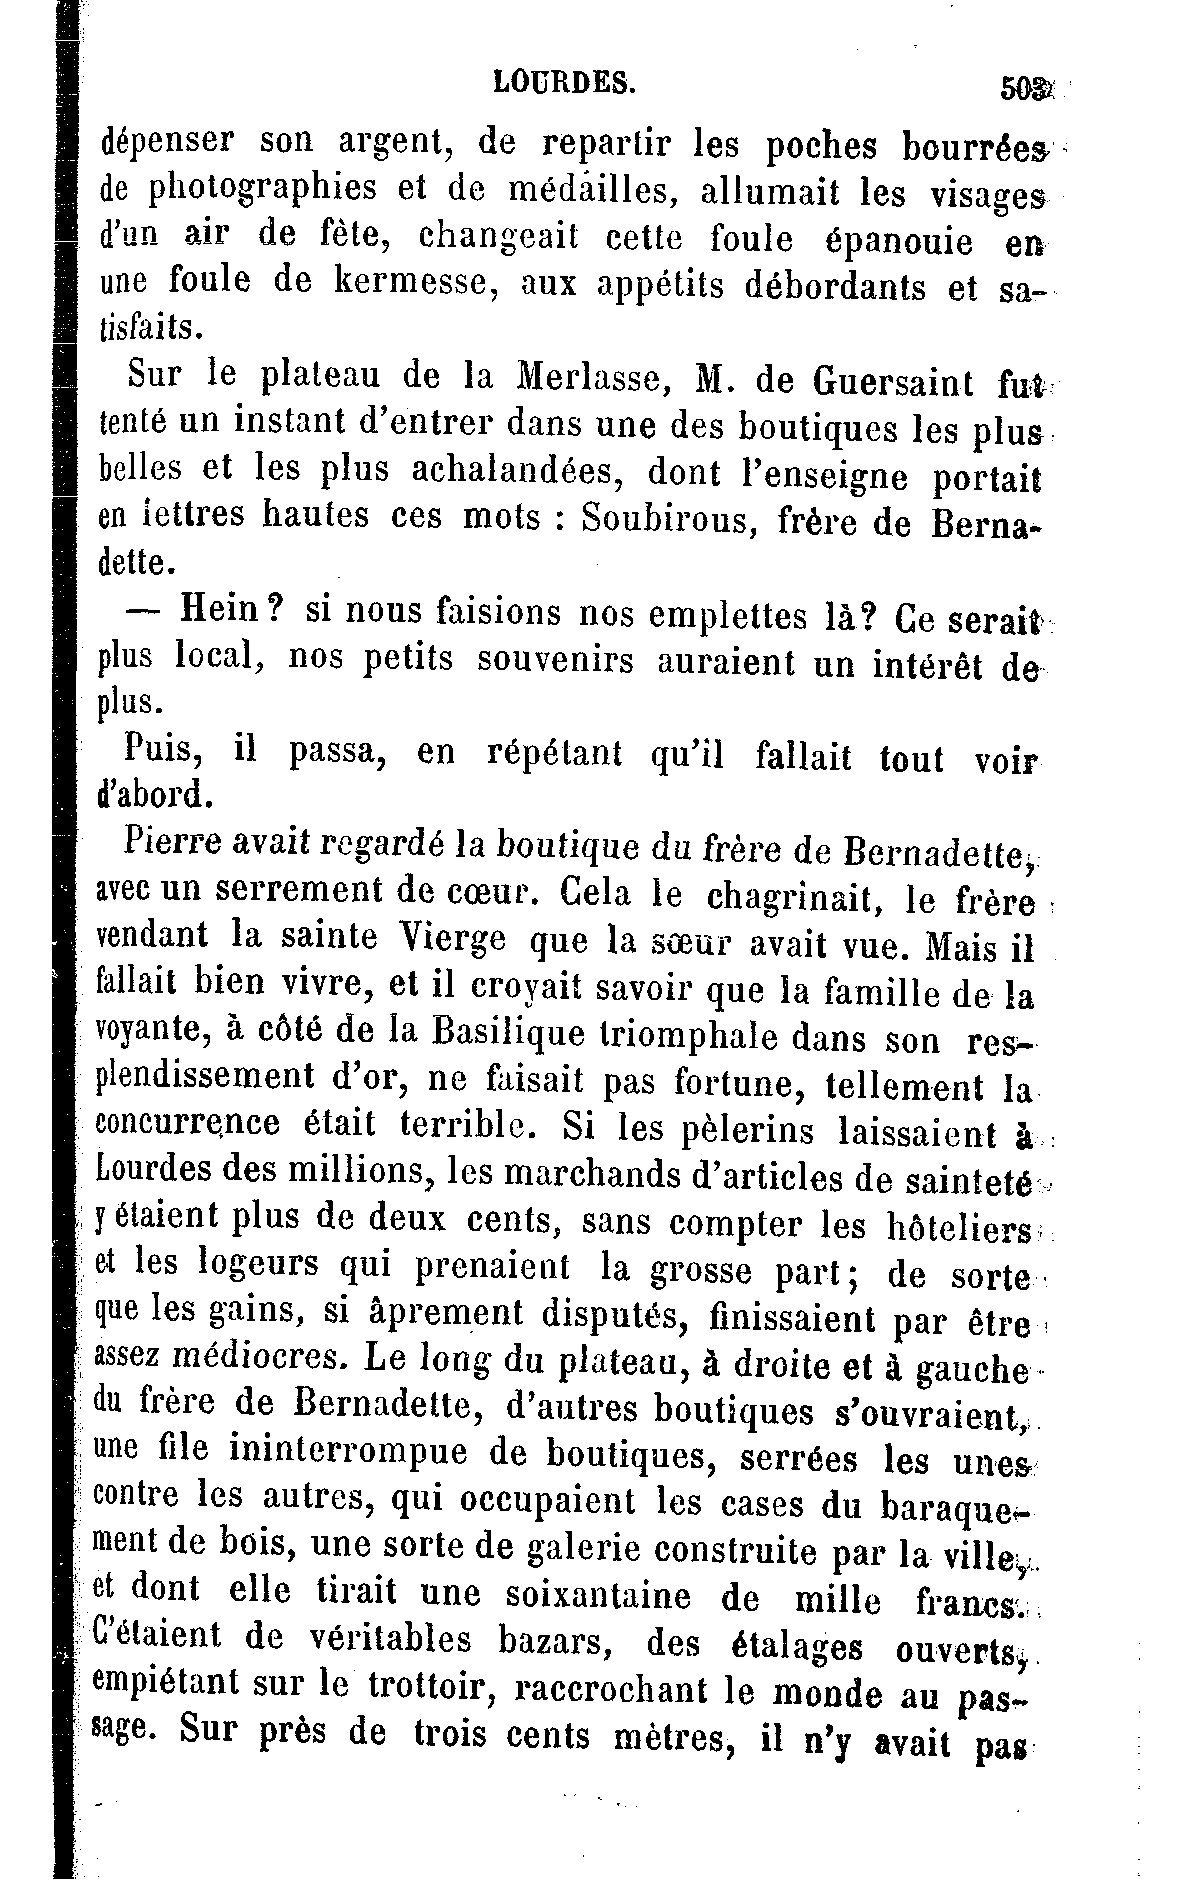 LOURDES. 503
dépenser son argent, de repartir les poches bourrées
de photographies et de médailles, allumait les visages
d'un air de fête, changeait cette foule épanouie en
une foule de kermesse, aux appétits débordants et sa-
tisfaits.
Sur le plateau de la Merlasse, M. de Guersaint fut
tenté un instant d'entrer dans une des boutiques les plus
belles et les plus achalandées, dont l'enseigne portait
en lettres hautes ces mots : Soubirous, frère de Berna-
dette.
— Hein? si nous faisions nos emplettes là? Ce serait
plus local, nos petits souvenirs auraient un intérêt de
plus.
Puis, il passa, en répétant qu'il fallait tout voir
d'abord.
Pierre avait regardé la boutique du frère de Bernadette,
avec un serrement de cœur. Cela le chagrinait, le frère
vendant la sainte Vierge que la sœur avait vue. Mais il
fallait bien vivre, et il croyait savoir que la famille de la
voyante, à côté de la Basilique triomphale dans son res-
plendissement d'or, ne faisait pas fortune, tellement la
concurrence était terrible. Si les pèlerins laissaient à
Lourdes des millions, les marchands d'articles de sainteté
y étaient plus de deux cents, sans compter les hôteliers
et les logeurs qui prenaient la grosse part; de sorte
que les gains, si âprement disputés, finissaient par être
assez médiocres. Le long du plateau, à droite et à gauche
du frère de Bernadette, d'autres boutiques s'ouvraient,
une file ininterrompue de boutiques, serrées les unes
contre les autres, qui occupaient les cases du baraque-
ment de bois, une sorte de galerie construite par la ville,
et dont elle tirait une soixantaine de mille francs.
C'étaient de véritables bazars, des étalages ouverts,
empiétant sur le trottoir, raccrochant le monde au pas-
sage. Sur près de trois cents mètres, il n'y avait pas